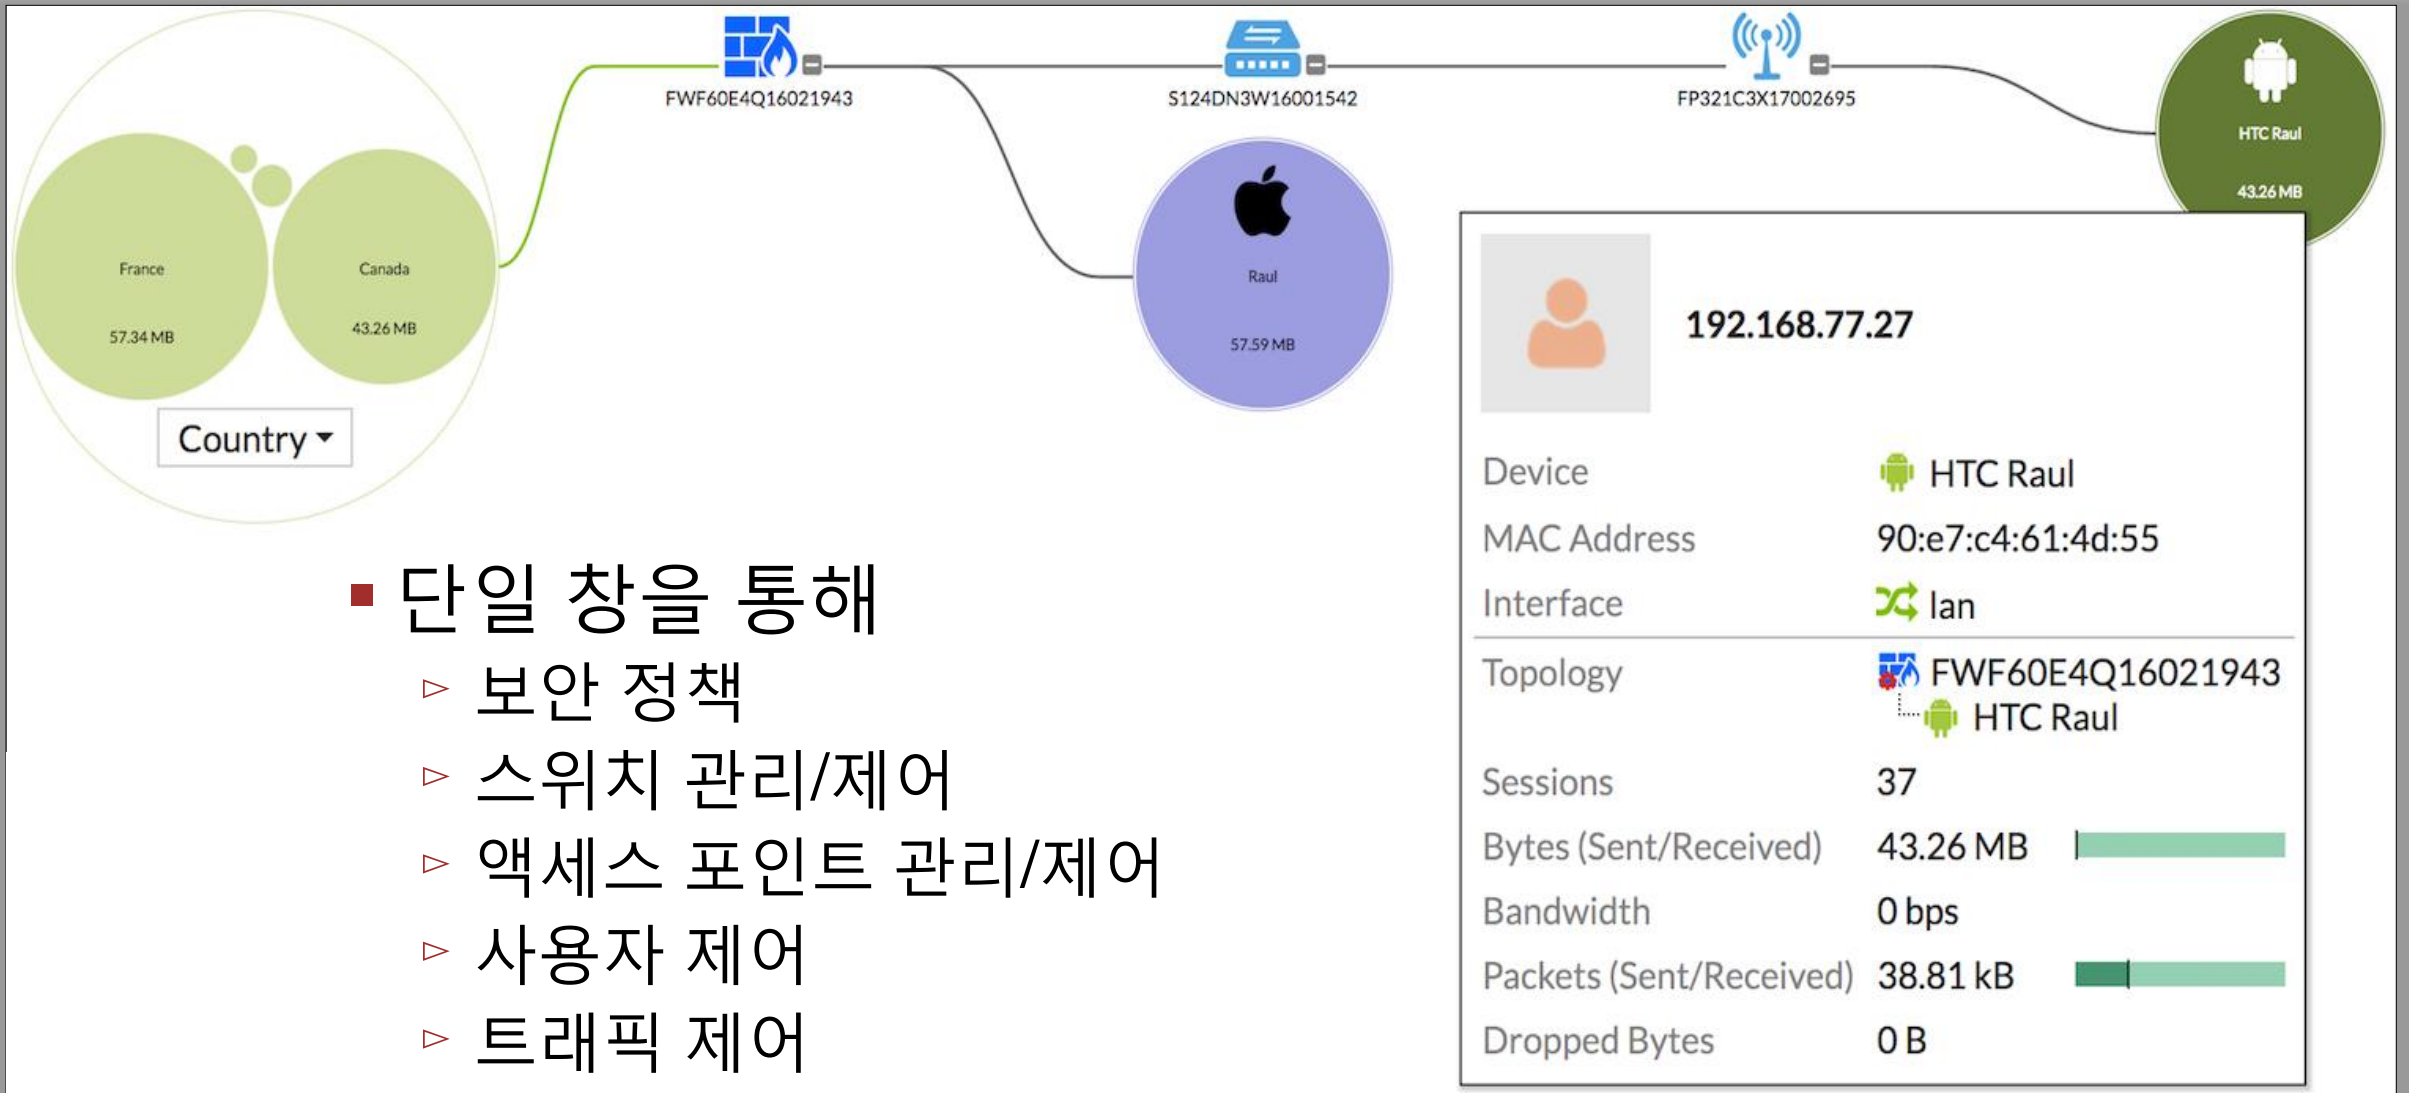 FWF60E4Q16021943
S124DN3W16001542
FP321C3X17002695
HTC Raul
43.26 MB
France
57.34 MB
Canada
43.26 MB
Country
Raul
57.59 MB
192.168.77.27
Device HTC Raul
MAC Address 90:e7:c4:61:4d:55
Interface lan
Topology FWF60E4Q16021943
HTC Raul
Sessions 37
Bytes (Sent/Received) 43.26 MB
Bandwidth 0 bps
Packets (Sent/Received) 38.81 kB
Dropped Bytes 0 B
단일 창을 통해
보안 정책
스위치 관리/제어
액세스 포인트 관리/제어
사용자 제어
트래픽 제어